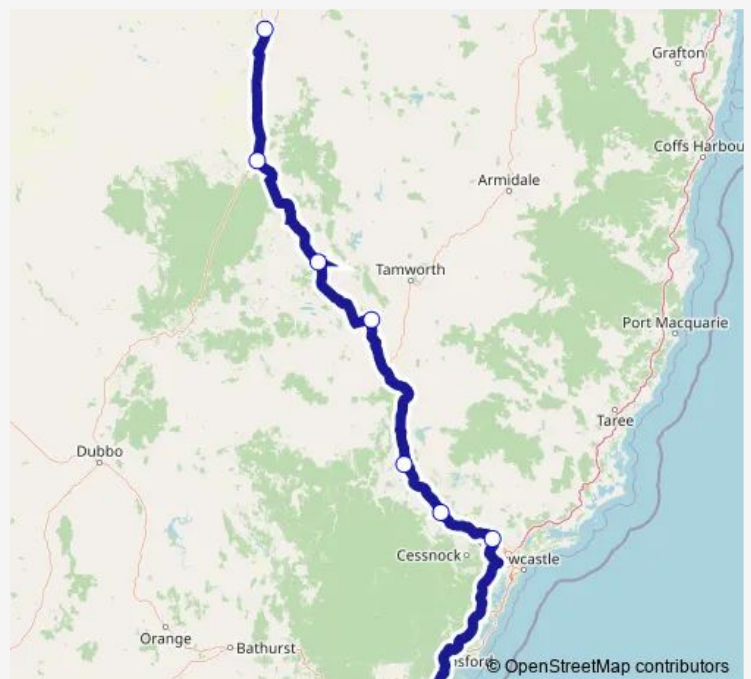 Grafton
Coffs Harbou
Armidale
Tamworth
Port Macquarie
Taree
Dubbo
Cessnock
wcastle
Orange
Bathurst
sford
© OpenStreetMap contributors